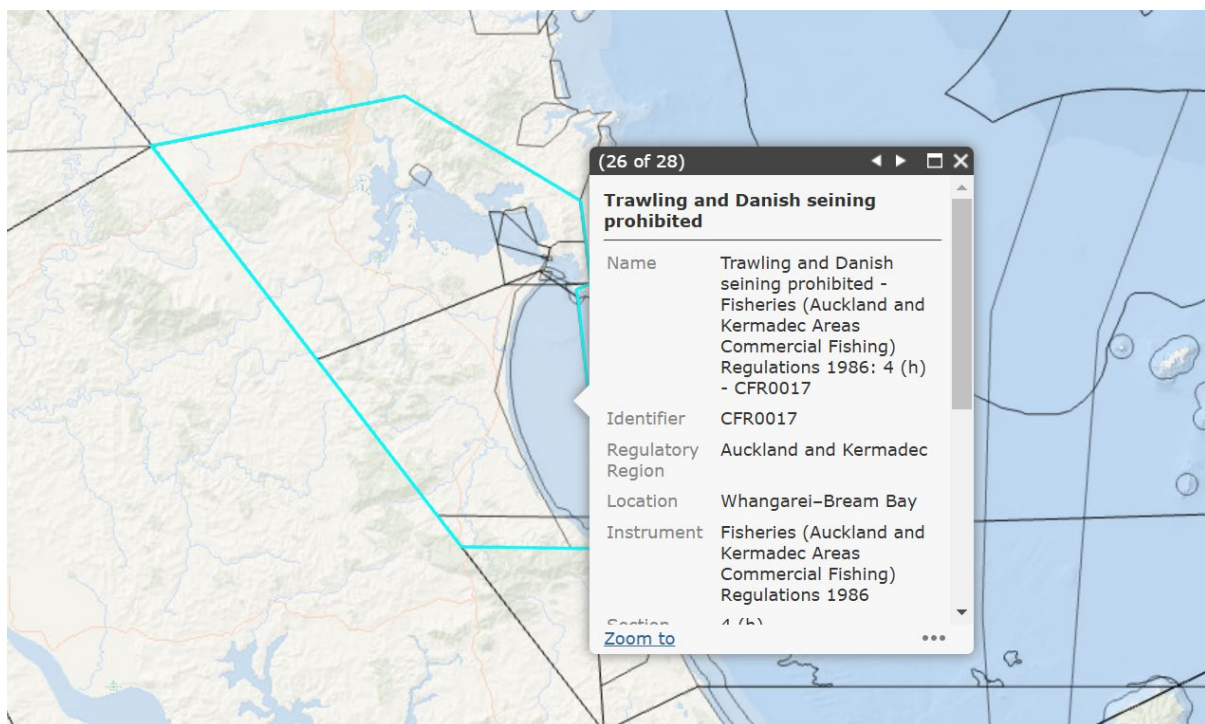 (26 of 28)
Trawling and Danish seining
prohibited
Name Trawling and Danish
seining prohibited -
Fisheries (Auckland and
Kermadec Areas
Commercial Fishing)
Regulations 1986: 4 (h)
- CFR0017
Identifier CFR0017
Regulatory Auckland and Kermadec
Region
Location Whangarei–Bream Bay
Instrument Fisheries (Auckland and
Kermadec Areas
Commercial Fishing)
Regulations 1986
Section 4 (h)
Zoom to